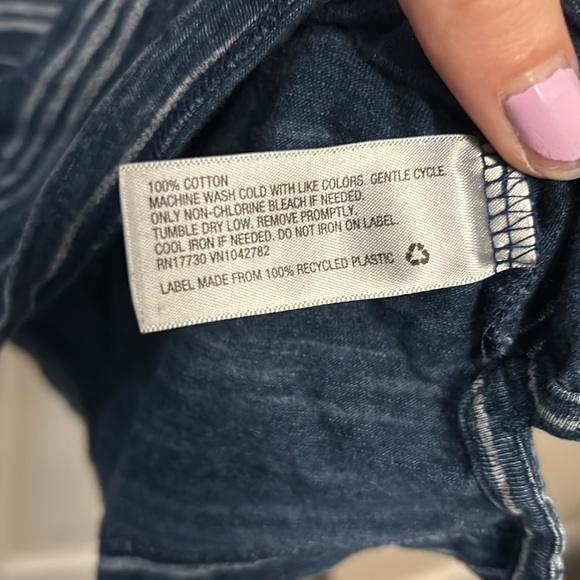 100% COTTON
MACHINE WASH COLD WITH LIKE COLORS. GENTLE CYCLE.
ONLY NON-CHLORINE BLEACH IF NEEDED.
TUMBLE DRY LOW. REMOVE PROMPTLY.
COOL IRON IF NEEDED. DO NOT IRON ON LABEL.
RN17730 VN1042782
LABEL MADE FROM 100% RECYCLED PLASTIC